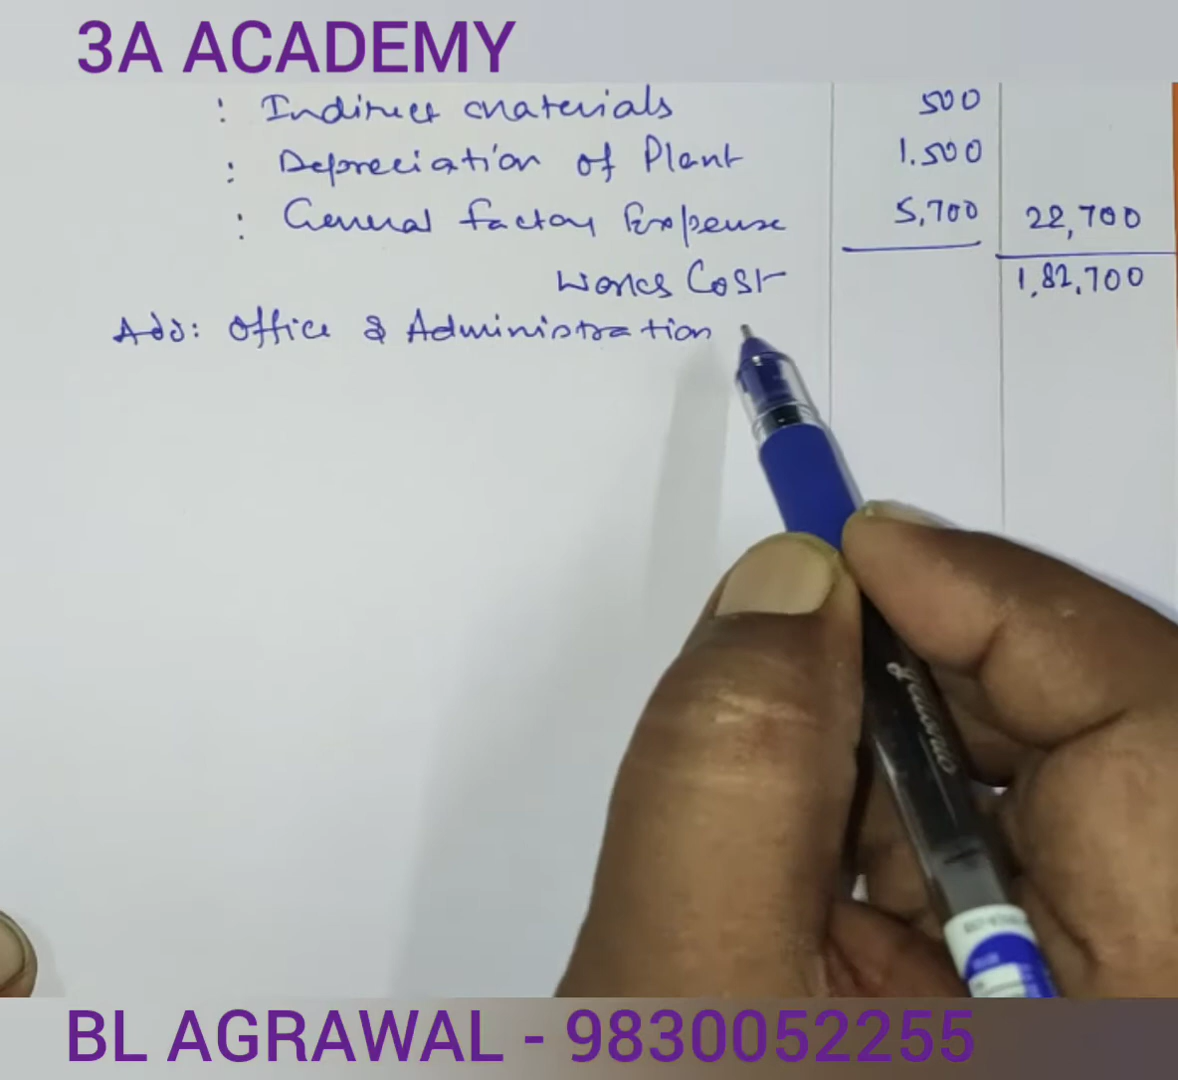 3A ACADEMY
: Indirect materials 500
: Depreciation of Plant 1.500
: General factory Expense 5,700 22,700
Works Cost 1,82,700
Add: Office & Administration
BL AGRAWAL - 9830052255